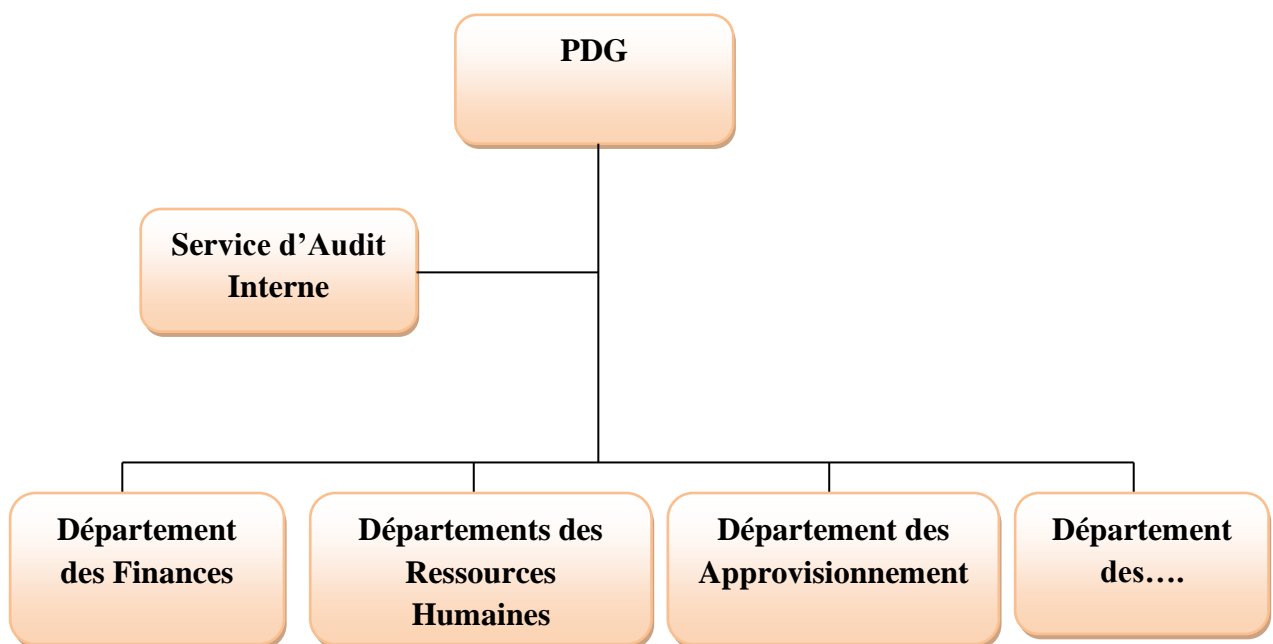 PDG
Service d’Audit
Interne
Département
des Finances
Départements des
Ressources
Humaines
Département des
Approvisionnement
Département
des….